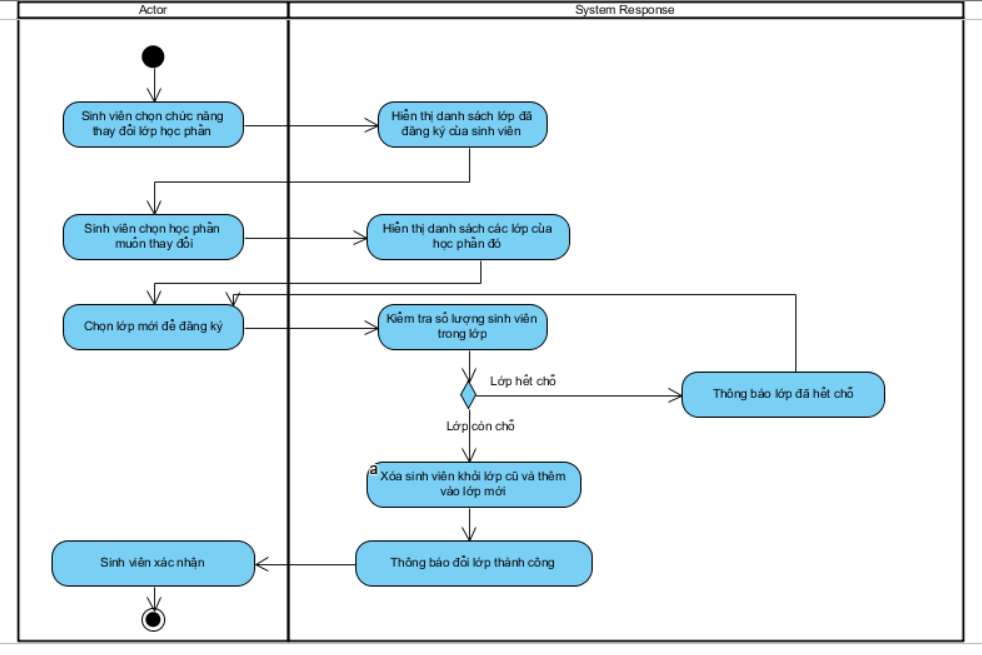 Actor
System Response
Sinh viên chọn chức năng
thay đổi lớp học phần
Hiển thị danh sách lớp đã
đăng ký của sinh viên
Sinh viên chọn học phần
muốn thay đổi
Hiển thị danh sách các lớp của
học phần đó
Chọn lớp mới để đăng ký
Kiểm tra số lượng sinh viên
trong lớp
Lớp hết chỗ
Thông báo lớp đã hết chỗ
Lớp còn chỗ
a
Xóa sinh viên khỏi lớp cũ và thêm
vào lớp mới
Sinh viên xác nhận
Thông báo đổi lớp thành công